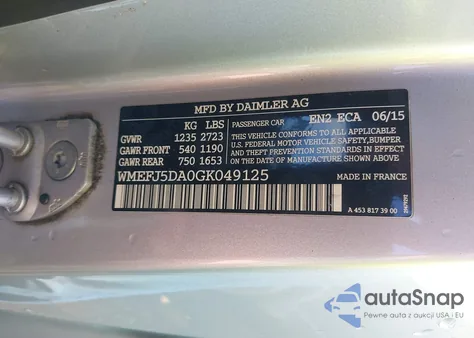 MFD BY DAIMLER AG
KG LBS
GVWR 1235 2723
GAWR FRONT 540 1190
GAWR REAR 750 1653
EN2 ECA 06/15
PASSENGER CAR
THIS VEHICLE CONFORMS TO ALL APPLICABLE
U.S. FEDERAL MOTOR VEHICLE SAFETY, BUMPER,
AND THEFT PREVENTION STANDARDS IN
EFFECT ON THE DATE OF MANUFACTURE
SHOWN ABOVE.
WMEFJ5DA0GK049125
MADE IN FRANCE
A 453 817 39 00
autoSnap
Pewne auta z aukcji USA i EU